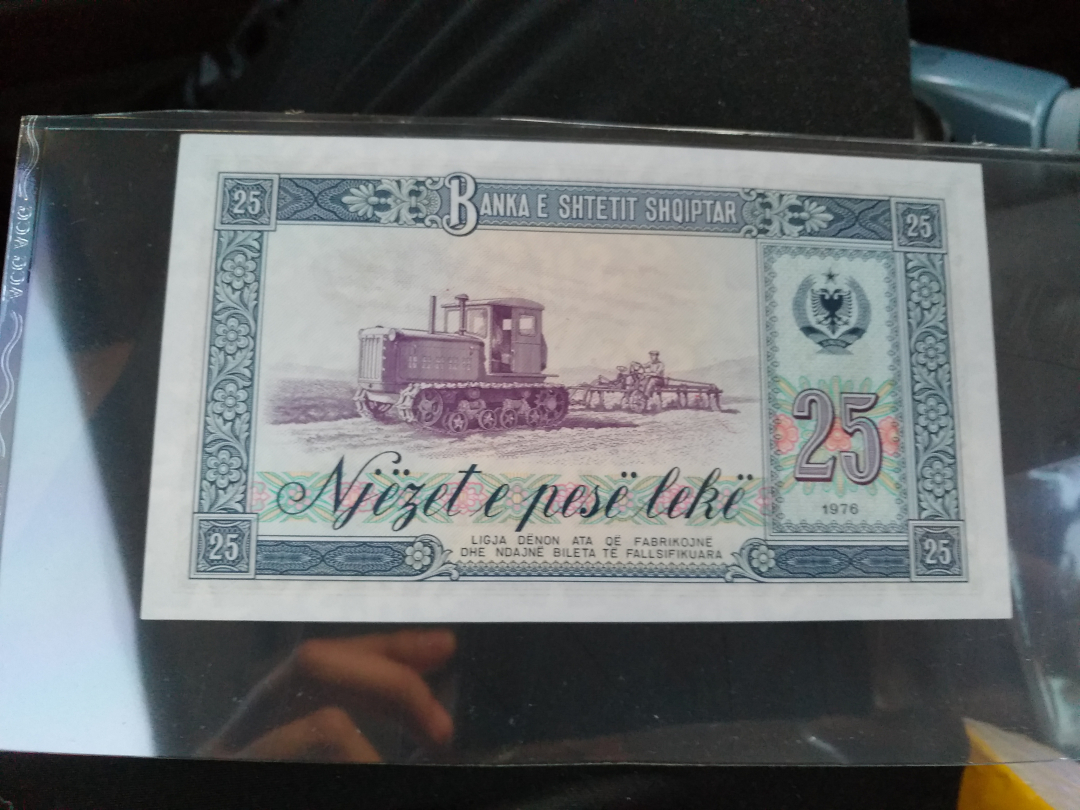 25
BANKA E SHTETIT SHQIPTAR
25
25
1976
Njëzet e pesë lekë
LIGJA DËNON ATA QË FABRIKOJNË
DHE NDAJNË BILETA TË FALLSIFIKUARA
25
25